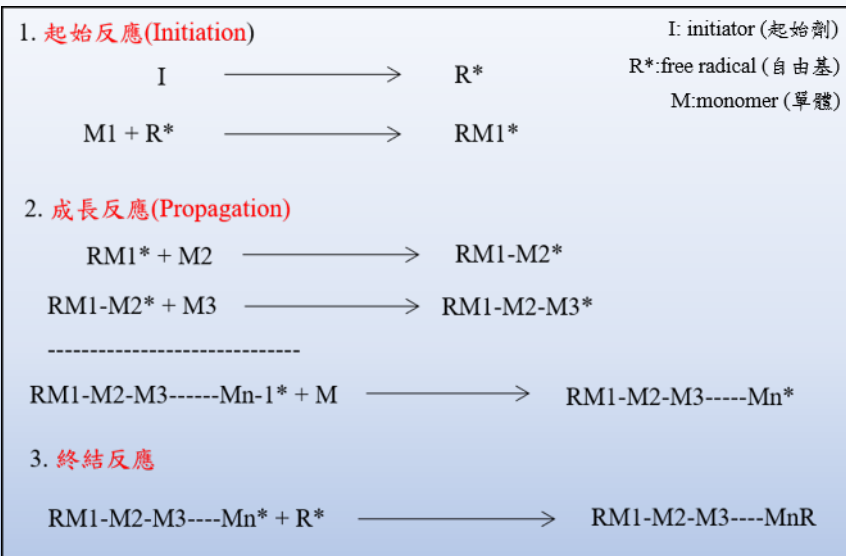 1. 起始反應(Initiation)
I: initiator (起始劑)
I ⟶ R*
R*:free radical (自由基)
M:monomer (單體)
M1 + R* ⟶ RM1*
2. 成長反應(Propagation)
RM1* + M2 ⟶ RM1-M2*
RM1-M2* + M3 ⟶ RM1-M2-M3*
------------------------------
RM1-M2-M3------Mn-1* + M ⟶ RM1-M2-M3-----Mn*
3. 終結反應
RM1-M2-M3----Mn* + R* ⟶ RM1-M2-M3----MnR